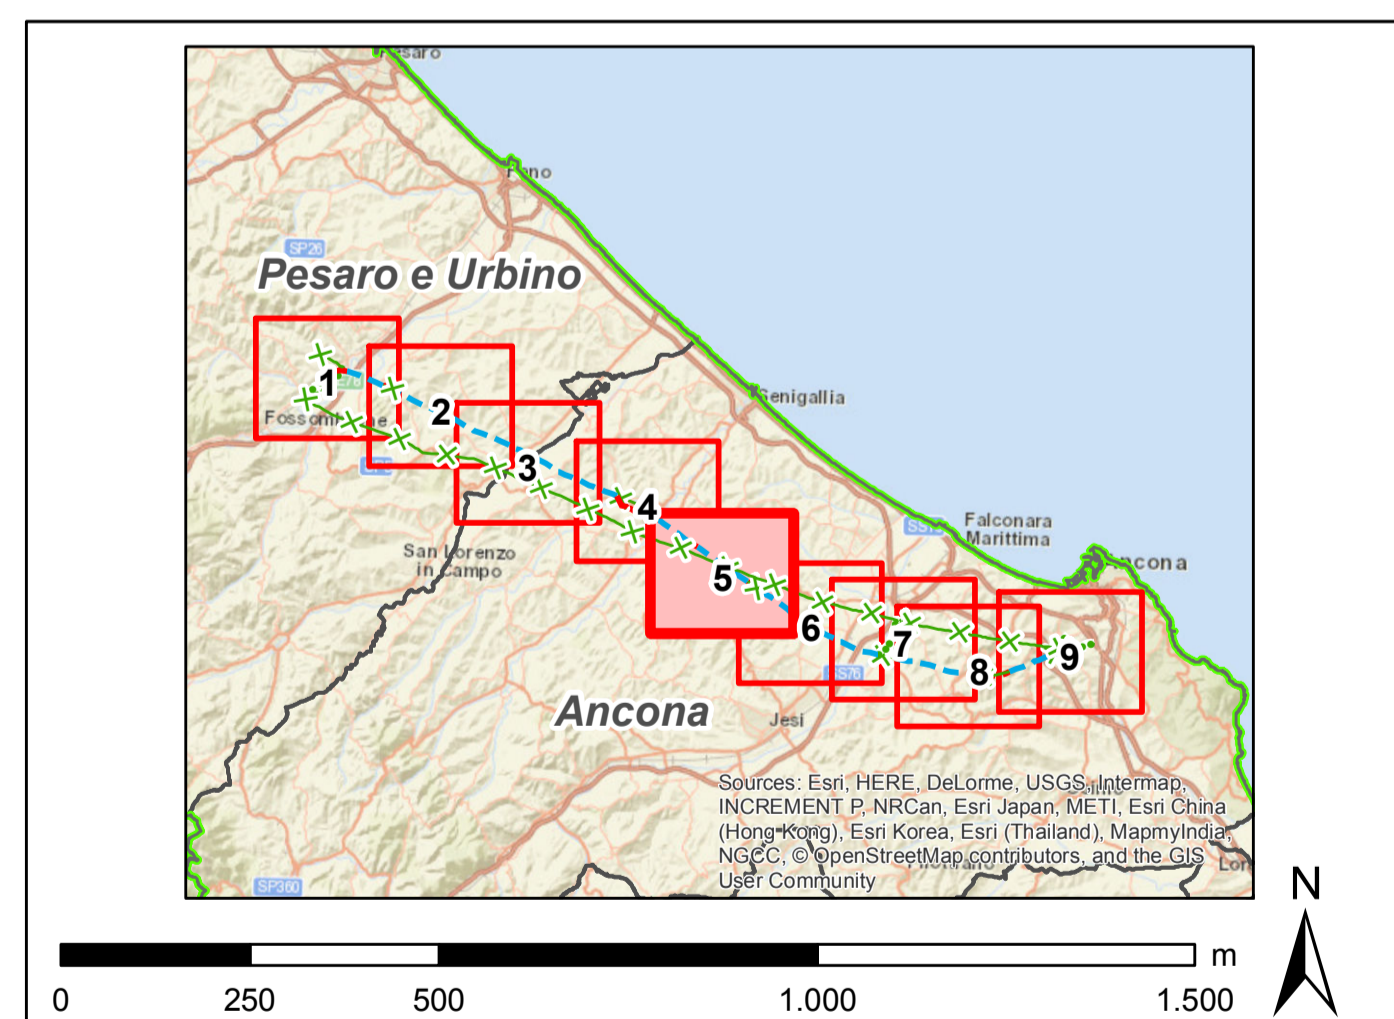 Fano
SP26
Pesaro e Urbino
1
2
Senigallia
3
4
San Lorenzo
in Campo
Falconara
Marittima
5
6
7
8
9
SS76
Ancona
Jesi
Sources: Esri, HERE, DeLorme, USGS, Intermap,
INCREMENT P, NRCan, Esri Japan, METI, Esri China
(Hong Kong), Esri Korea, Esri (Thailand), MapmyIndia,
NGCC, © OpenStreetMap contributors, and the GIS
User Community
SP360
N
m
0 250 500 1.000 1.500